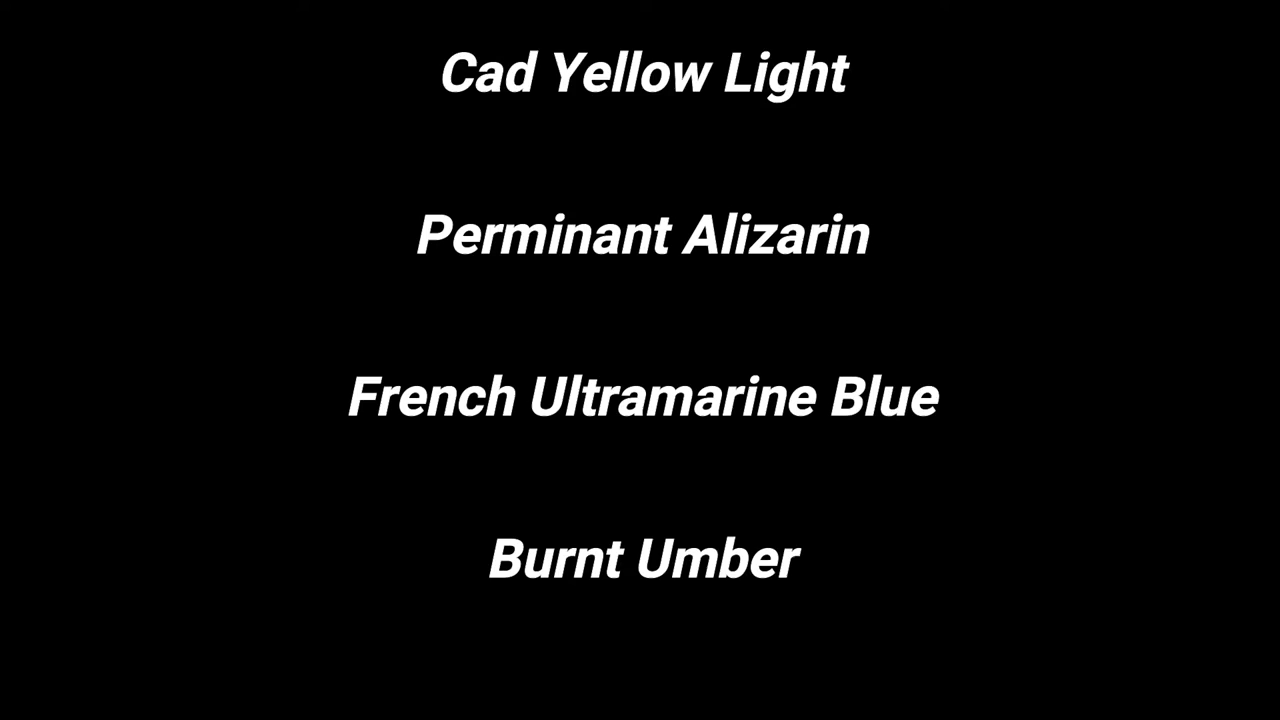 Cad Yellow Light
Perminant Alizarin
French Ultramarine Blue
Burnt Umber